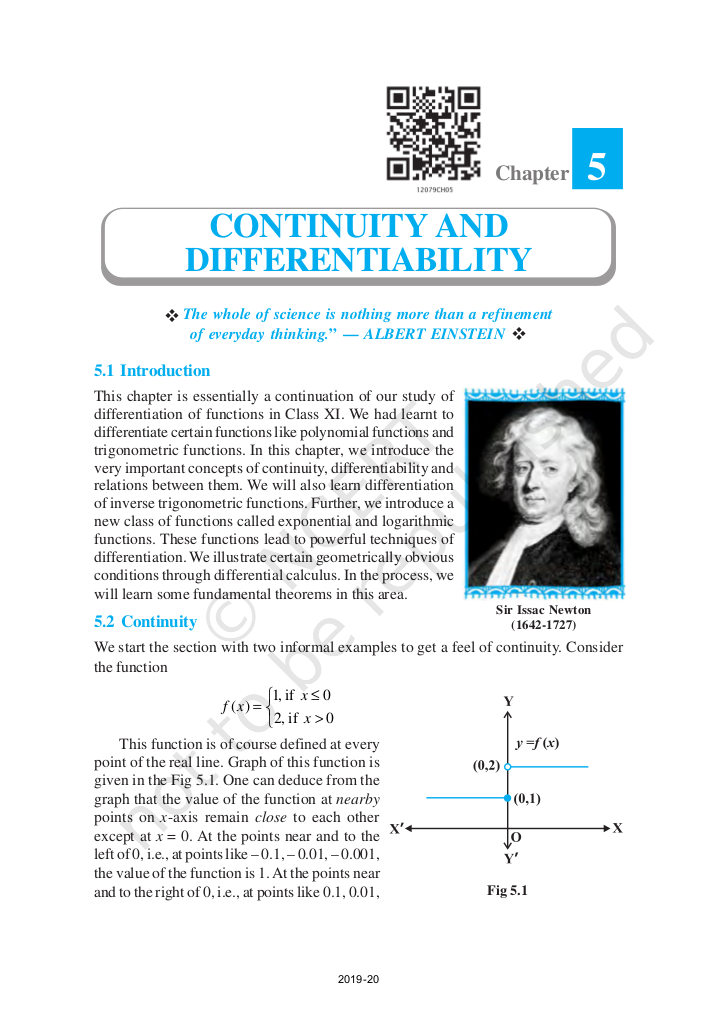 12079CH05
Chapter 5
CONTINUITY AND
DIFFERENTIABILITY
❖ The whole of science is nothing more than a refinement
of everyday thinking.” — ALBERT EINSTEIN ❖
5.1 Introduction
This chapter is essentially a continuation of our study of
differentiation of functions in Class XI. We had learnt to
differentiate certain functions like polynomial functions and
trigonometric functions. In this chapter, we introduce the
very important concepts of continuity, differentiability and
relations between them. We will also learn differentiation
of inverse trigonometric functions. Further, we introduce a
new class of functions called exponential and logarithmic
functions. These functions lead to powerful techniques of
differentiation. We illustrate certain geometrically obvious
conditions through differential calculus. In the process, we
will learn some fundamental theorems in this area.
Sir Issac Newton
(1642-1727)
5.2 Continuity
We start the section with two informal examples to get a feel of continuity. Consider
the function
f (x) = {1, if x ≤ 0
2, if x > 0
This function is of course defined at every
point of the real line. Graph of this function is
given in the Fig 5.1. One can deduce from the
graph that the value of the function at nearby
points on x-axis remain close to each other
except at x = 0. At the points near and to the
left of 0, i.e., at points like – 0.1, – 0.01, – 0.001,
the value of the function is 1. At the points near
and to the right of 0, i.e., at points like 0.1, 0.01,
Y
y =f (x)
(0,2)
(0,1)
X′
X
O
Y′
Fig 5.1
© NCERT
not to be republished
2019-20